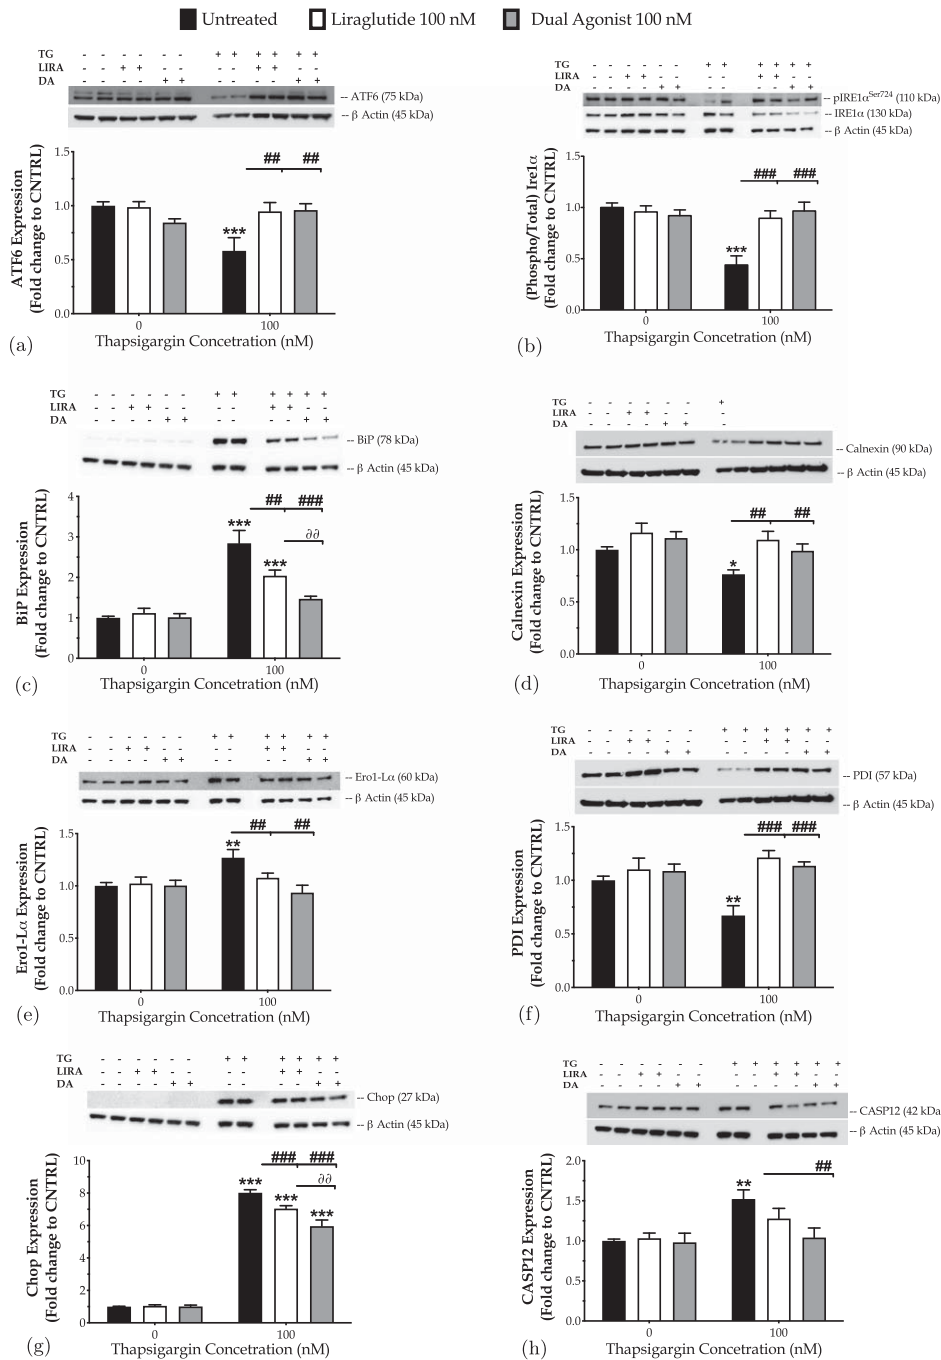 Untreated Liraglutide 100 nM Dual Agonist 100 nM
TG - - - - - - + + + + + +
LIRA - - + + - - - - + + - -
DA - - - - + + - - - - + +
-- ATF6 (75 kDa)
-- β Actin (45 kDa)
ATF6 Expression
(Fold change to CNTRL)
1.5
1.0
0.5
0.0
***
## ##
0 100
Thapsigargin Concetration (nM)
(a)
TG - - - - - - + + + + + +
LIRA - - + + - - - - + + - -
DA - - - - + + - - - - + +
-- pIRE1αSer724 (110 kDa)
-- IRE1α (130 kDa)
-- β Actin (45 kDa)
(Phospho/Total) Ire1α
(Fold change to CNTRL)
1.5
1.0
0.5
0.0
***
### ###
0 100
Thapsigargin Concetration (nM)
(b)
TG - - - - - - + + + + + +
LIRA - - + + - - - - + + - -
DA - - - - + + - - - - + +
-- BiP (78 kDa)
-- β Actin (45 kDa)
BiP Expression
(Fold change to CNTRL)
4
3
2
1
0
*** ***
## ###
∂∂
0 100
Thapsigargin Concetration (nM)
(c)
TG - - - - - - +
LIRA - - + + - - -
DA - - - - + + -
-- Calnexin (90 kDa)
-- β Actin (45 kDa)
Calnexin Expression
(Fold change to CNTRL)
1.5
1.0
0.5
0.0
*
## ##
0 100
Thapsigargin Concetration (nM)
(d)
TG - - - - - - + + + + + +
LIRA - - + + - - - - + + - -
DA - - - - + + - - - - + +
-- Ero1-Lα (60 kDa)
-- β Actin (45 kDa)
Ero1-Lα Expression
(Fold change to CNTRL)
1.5
1.0
0.5
0.0
**
## ##
0 100
Thapsigargin Concetration (nM)
(e)
TG - - - - - - + + + + + +
LIRA - - + + - - - - + + - -
DA - - - - + + - - - - + +
-- PDI (57 kDa)
-- β Actin (45 kDa)
PDI Expression
(Fold change to CNTRL)
1.5
1.0
0.5
0.0
**
### ###
0 100
Thapsigargin Concetration (nM)
(f)
TG - - - - - - + + + + + +
LIRA - - + + - - - - + + - -
DA - - - - + + - - - - + +
-- Chop (27 kDa)
-- β Actin (45 kDa)
Chop Expression
(Fold change to CNTRL)
10
8
6
4
2
0
*** *** ***
### ###
∂∂
0 100
Thapsigargin Concetration (nM)
(g)
TG - - - - - - + + + + + +
LIRA - - + + - - - - + + - -
DA - - - - + + - - - - + +
-- CASP12 (42 kDa
-- β Actin (45 kDa)
CASP12 Expression
(Fold change to CNTRL)
2.0
1.5
1.0
0.5
0.0
**
##
0 100
Thapsigargin Concetration (nM)
(h)